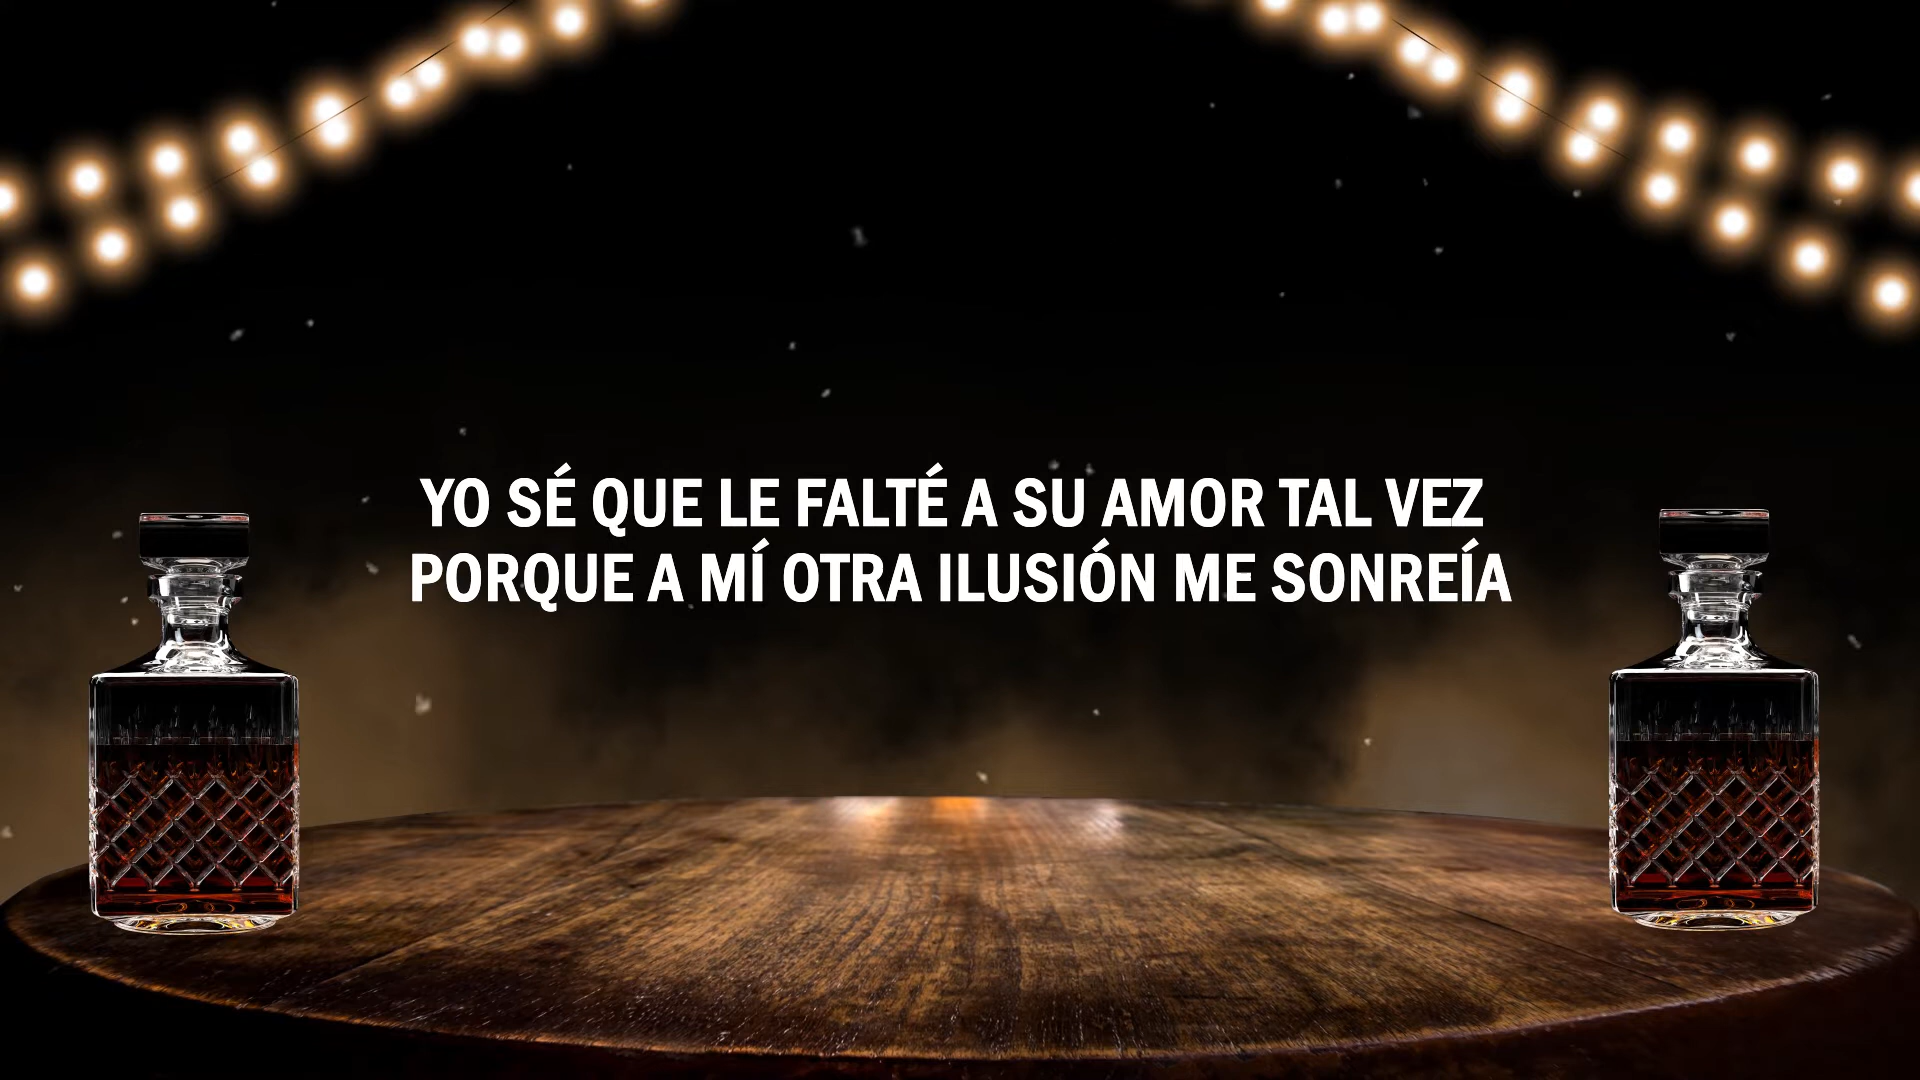 YO SÉ QUE LE FALTÉ A SU AMOR TAL VEZ
PORQUE A MÍ OTRA ILUSIÓN ME SONREÍA